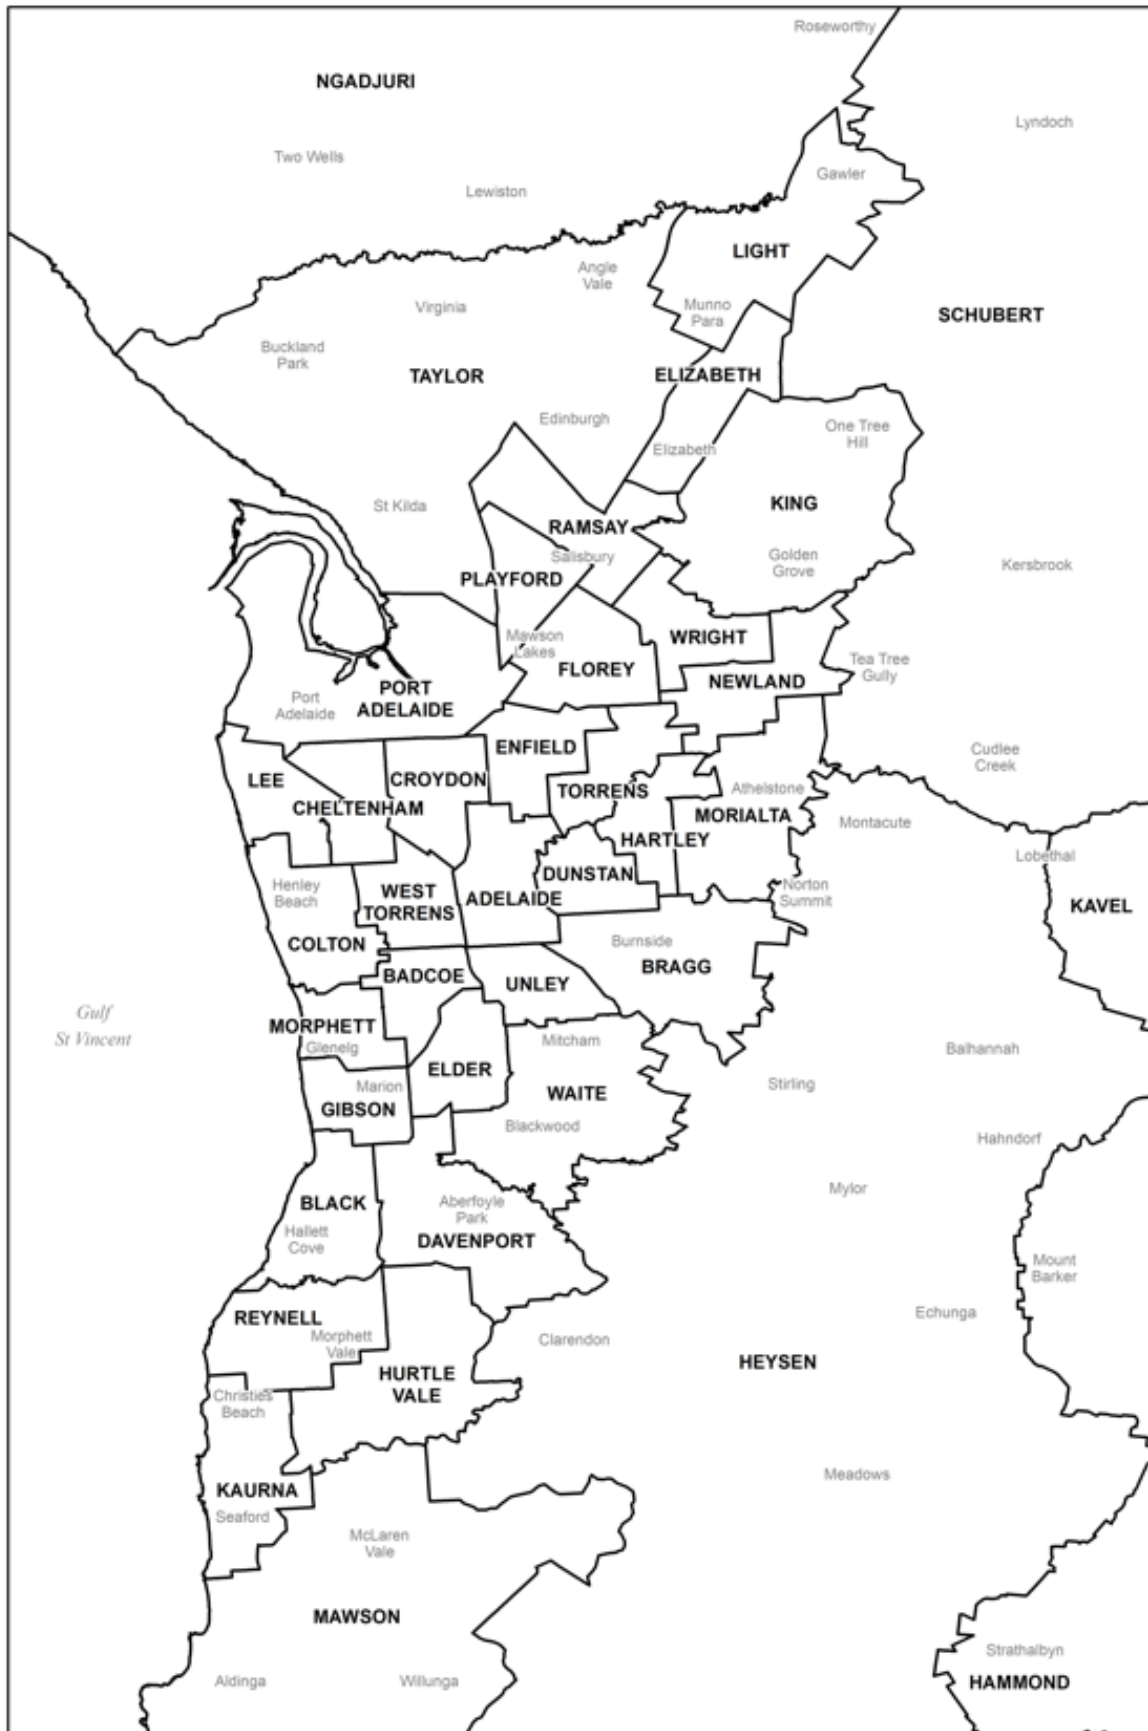 Roseworthy
NGADJURI
Lyndoch
Two Wells
Gawler
Lewiston
LIGHT
Angle
Vale
Virginia
Munno
Para
SCHUBERT
Buckland
Park
TAYLOR
ELIZABETH
Edinburgh
One Tree
Hill
Elizabeth
KING
St Kilda
RAMSAY
Salisbury
Golden
Grove
Kersbrook
PLAYFORD
Mawson
Lakes
WRIGHT
FLOREY
Tea Tree
Gully
NEWLAND
PORT
ADELAIDE
Port
Adelaide
ENFIELD
Cudlee
Creek
LEE
CROYDON
TORRENS
Athelstone
CHELTENHAM
MORIALTA
Montacute
HARTLEY
Lobethal
DUNSTAN
Henley
Beach
WEST
TORRENS
ADELAIDE
Norton
Summit
KAVEL
COLTON
Burnside
BRAGG
BADCOE
UNLEY
Gulf
St Vincent
MORPHETT
Glenelg
Mitcham
Balhannah
ELDER
Marion
Stirling
WAITE
GIBSON
Blackwood
Hahndorf
Mylor
BLACK
Aberfoyle
Park
Hallett
Cove
DAVENPORT
Mount
Barker
REYNELL
Echunga
Morphett
Vale
Clarendon
HEYSEN
HURTLE
VALE
Christies
Beach
Meadows
KAURNA
Seaford
McLaren
Vale
MAWSON
Strathalbyn
Aldinga
Willunga
HAMMOND